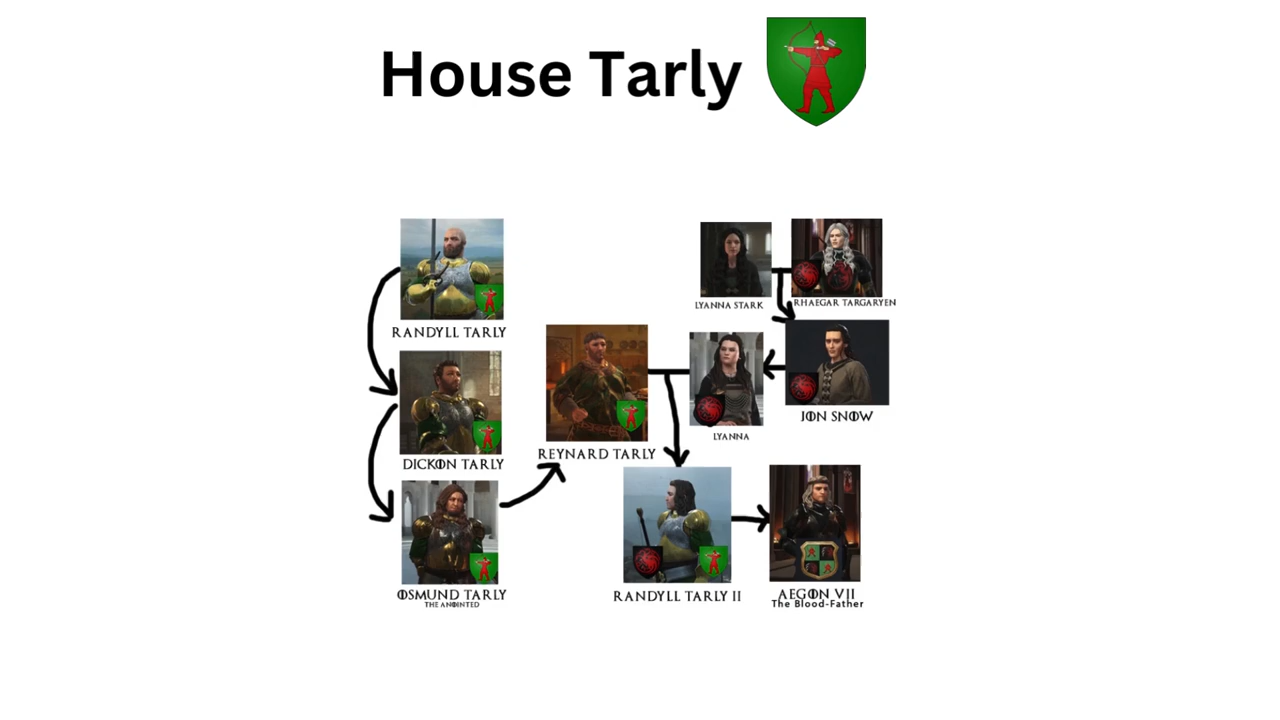 House Tarly
RANDYLL TARLY
LYANNA STARK
RHAEGAR TARGARYEN
JON SNOW
LYANNA
REYNARD TARLY
DICKON TARLY
OSMUND TARLY
THE ANOINTED
RANDYLL TARLY II
AEGON VII
The Blood-Father